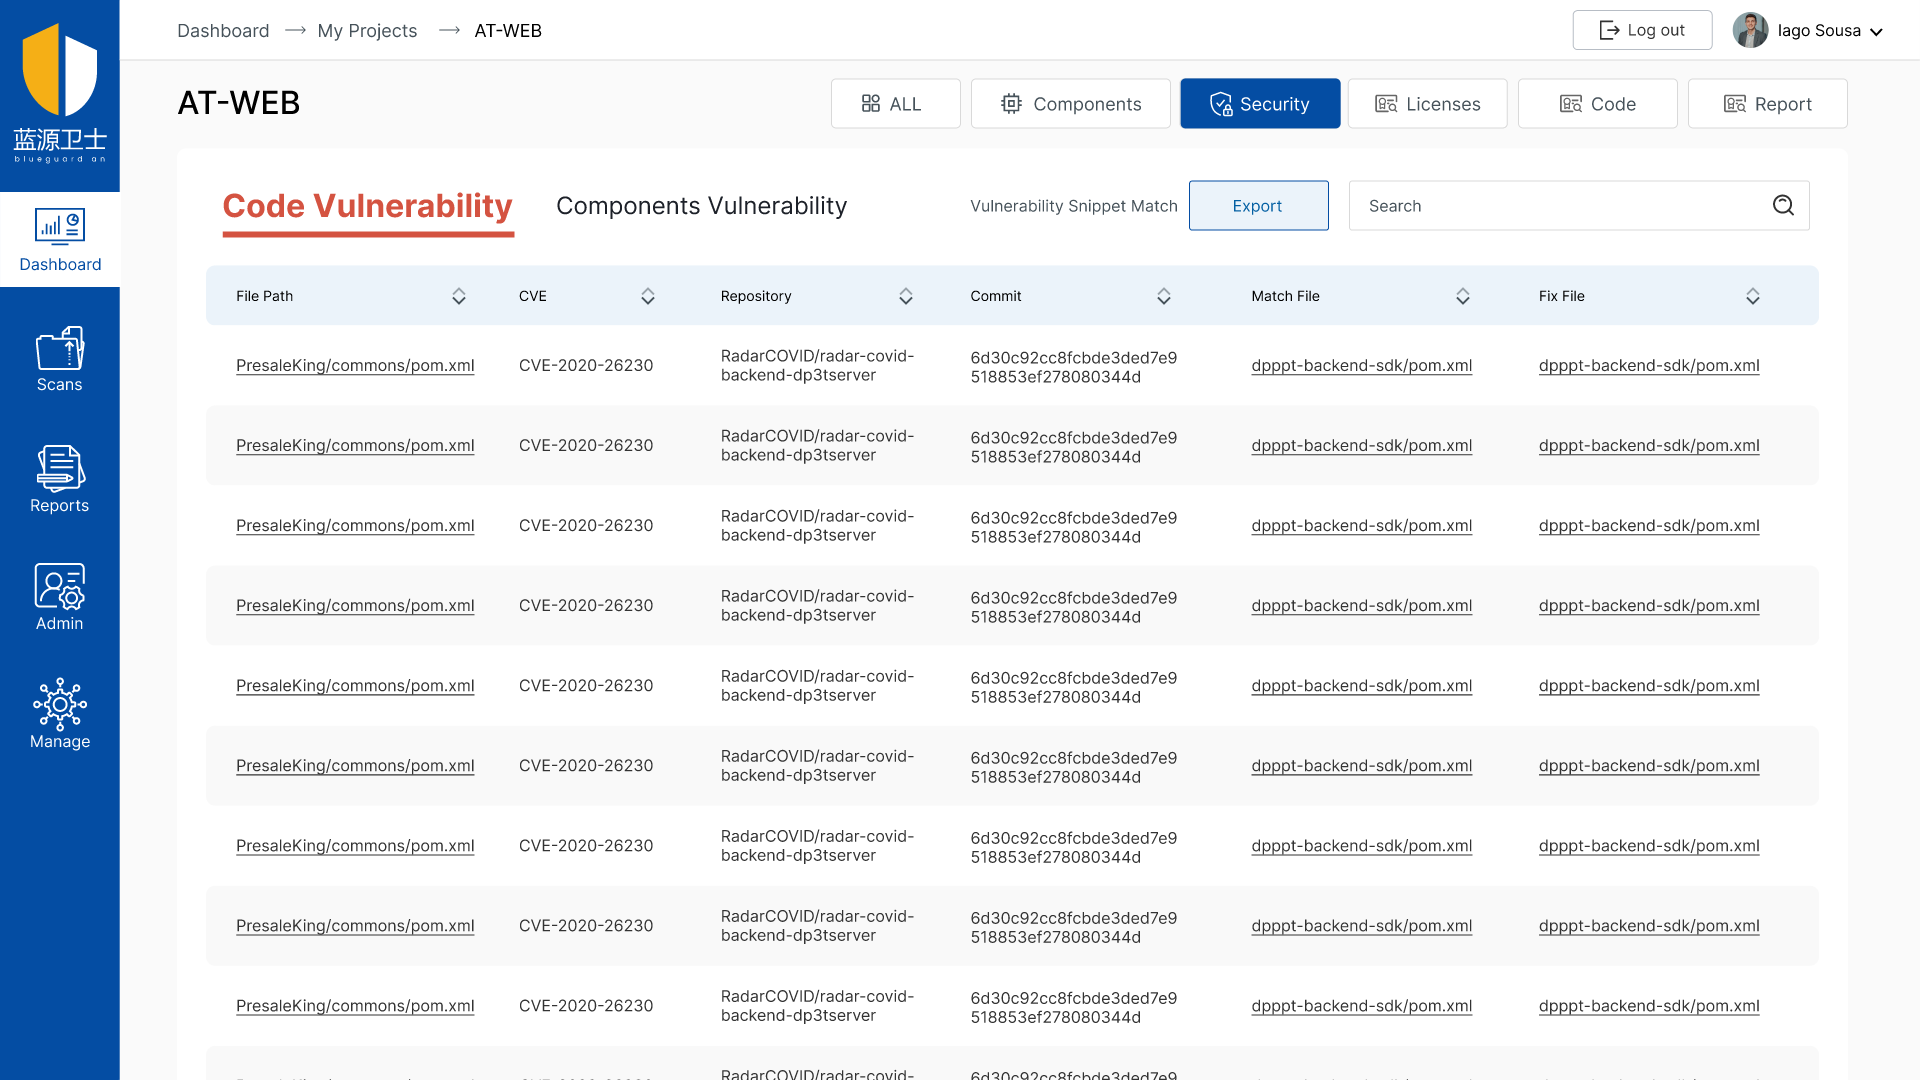 Dashboard → My Projects → AT-WEB
Log out
Iago Sousa
蓝源卫士
blueguard an
Dashboard
Scans
Reports
Admin
Manage
AT-WEB
ALL
Components
Security
Licenses
Code
Report
Code Vulnerability
Components Vulnerability
Vulnerability Snippet Match
Export
Search
File Path CVE Repository Commit Match File Fix File
PresaleKing/commons/pom.xml
CVE-2020-26230
RadarCOVID/radar-covid-
backend-dp3tserver
6d30c92cc8fcbde3ded7e9
518853ef278080344d
dpppt-backend-sdk/pom.xml
dpppt-backend-sdk/pom.xml
PresaleKing/commons/pom.xml
CVE-2020-26230
RadarCOVID/radar-covid-
backend-dp3tserver
6d30c92cc8fcbde3ded7e9
518853ef278080344d
dpppt-backend-sdk/pom.xml
dpppt-backend-sdk/pom.xml
PresaleKing/commons/pom.xml
CVE-2020-26230
RadarCOVID/radar-covid-
backend-dp3tserver
6d30c92cc8fcbde3ded7e9
518853ef278080344d
dpppt-backend-sdk/pom.xml
dpppt-backend-sdk/pom.xml
PresaleKing/commons/pom.xml
CVE-2020-26230
RadarCOVID/radar-covid-
backend-dp3tserver
6d30c92cc8fcbde3ded7e9
518853ef278080344d
dpppt-backend-sdk/pom.xml
dpppt-backend-sdk/pom.xml
PresaleKing/commons/pom.xml
CVE-2020-26230
RadarCOVID/radar-covid-
backend-dp3tserver
6d30c92cc8fcbde3ded7e9
518853ef278080344d
dpppt-backend-sdk/pom.xml
dpppt-backend-sdk/pom.xml
PresaleKing/commons/pom.xml
CVE-2020-26230
RadarCOVID/radar-covid-
backend-dp3tserver
6d30c92cc8fcbde3ded7e9
518853ef278080344d
dpppt-backend-sdk/pom.xml
dpppt-backend-sdk/pom.xml
PresaleKing/commons/pom.xml
CVE-2020-26230
RadarCOVID/radar-covid-
backend-dp3tserver
6d30c92cc8fcbde3ded7e9
518853ef278080344d
dpppt-backend-sdk/pom.xml
dpppt-backend-sdk/pom.xml
PresaleKing/commons/pom.xml
CVE-2020-26230
RadarCOVID/radar-covid-
backend-dp3tserver
6d30c92cc8fcbde3ded7e9
518853ef278080344d
dpppt-backend-sdk/pom.xml
dpppt-backend-sdk/pom.xml
PresaleKing/commons/pom.xml
CVE-2020-26230
RadarCOVID/radar-covid-
backend-dp3tserver
6d30c92cc8fcbde3ded7e9
518853ef278080344d
dpppt-backend-sdk/pom.xml
dpppt-backend-sdk/pom.xml
RadarCOVID/radar-covid-
6d30c92cc8fcbde3ded7e9